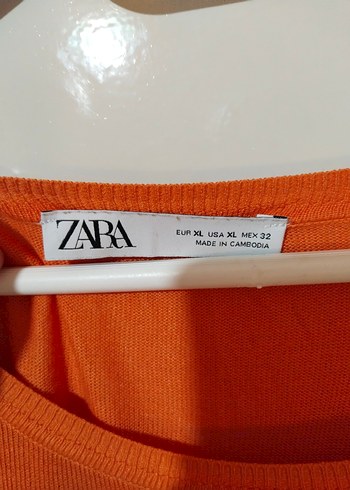 ZARA
EUR XL USA XL MEX 32
MADE IN CAMBODIA